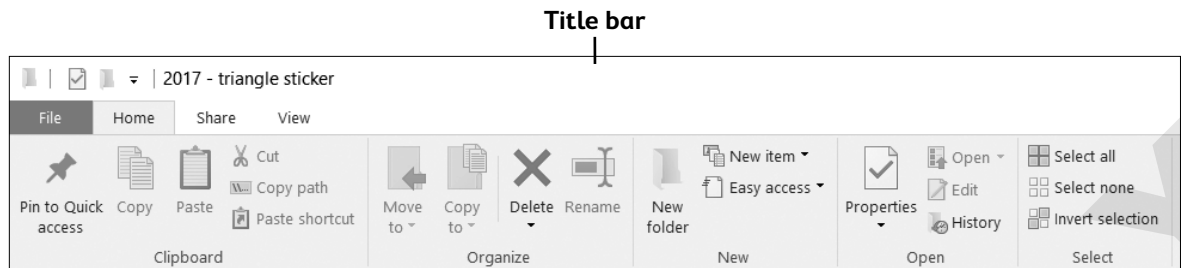 Title bar
2017 - triangle sticker
File Home Share View
Pin to Quick access
Copy
Paste
Cut
Copy path
Paste shortcut
Clipboard
Move to
Copy to
Delete
Rename
Organize
New folder
New item
Easy access
New
Properties
Open
Edit
History
Open
Select all
Select none
Invert selection
Select